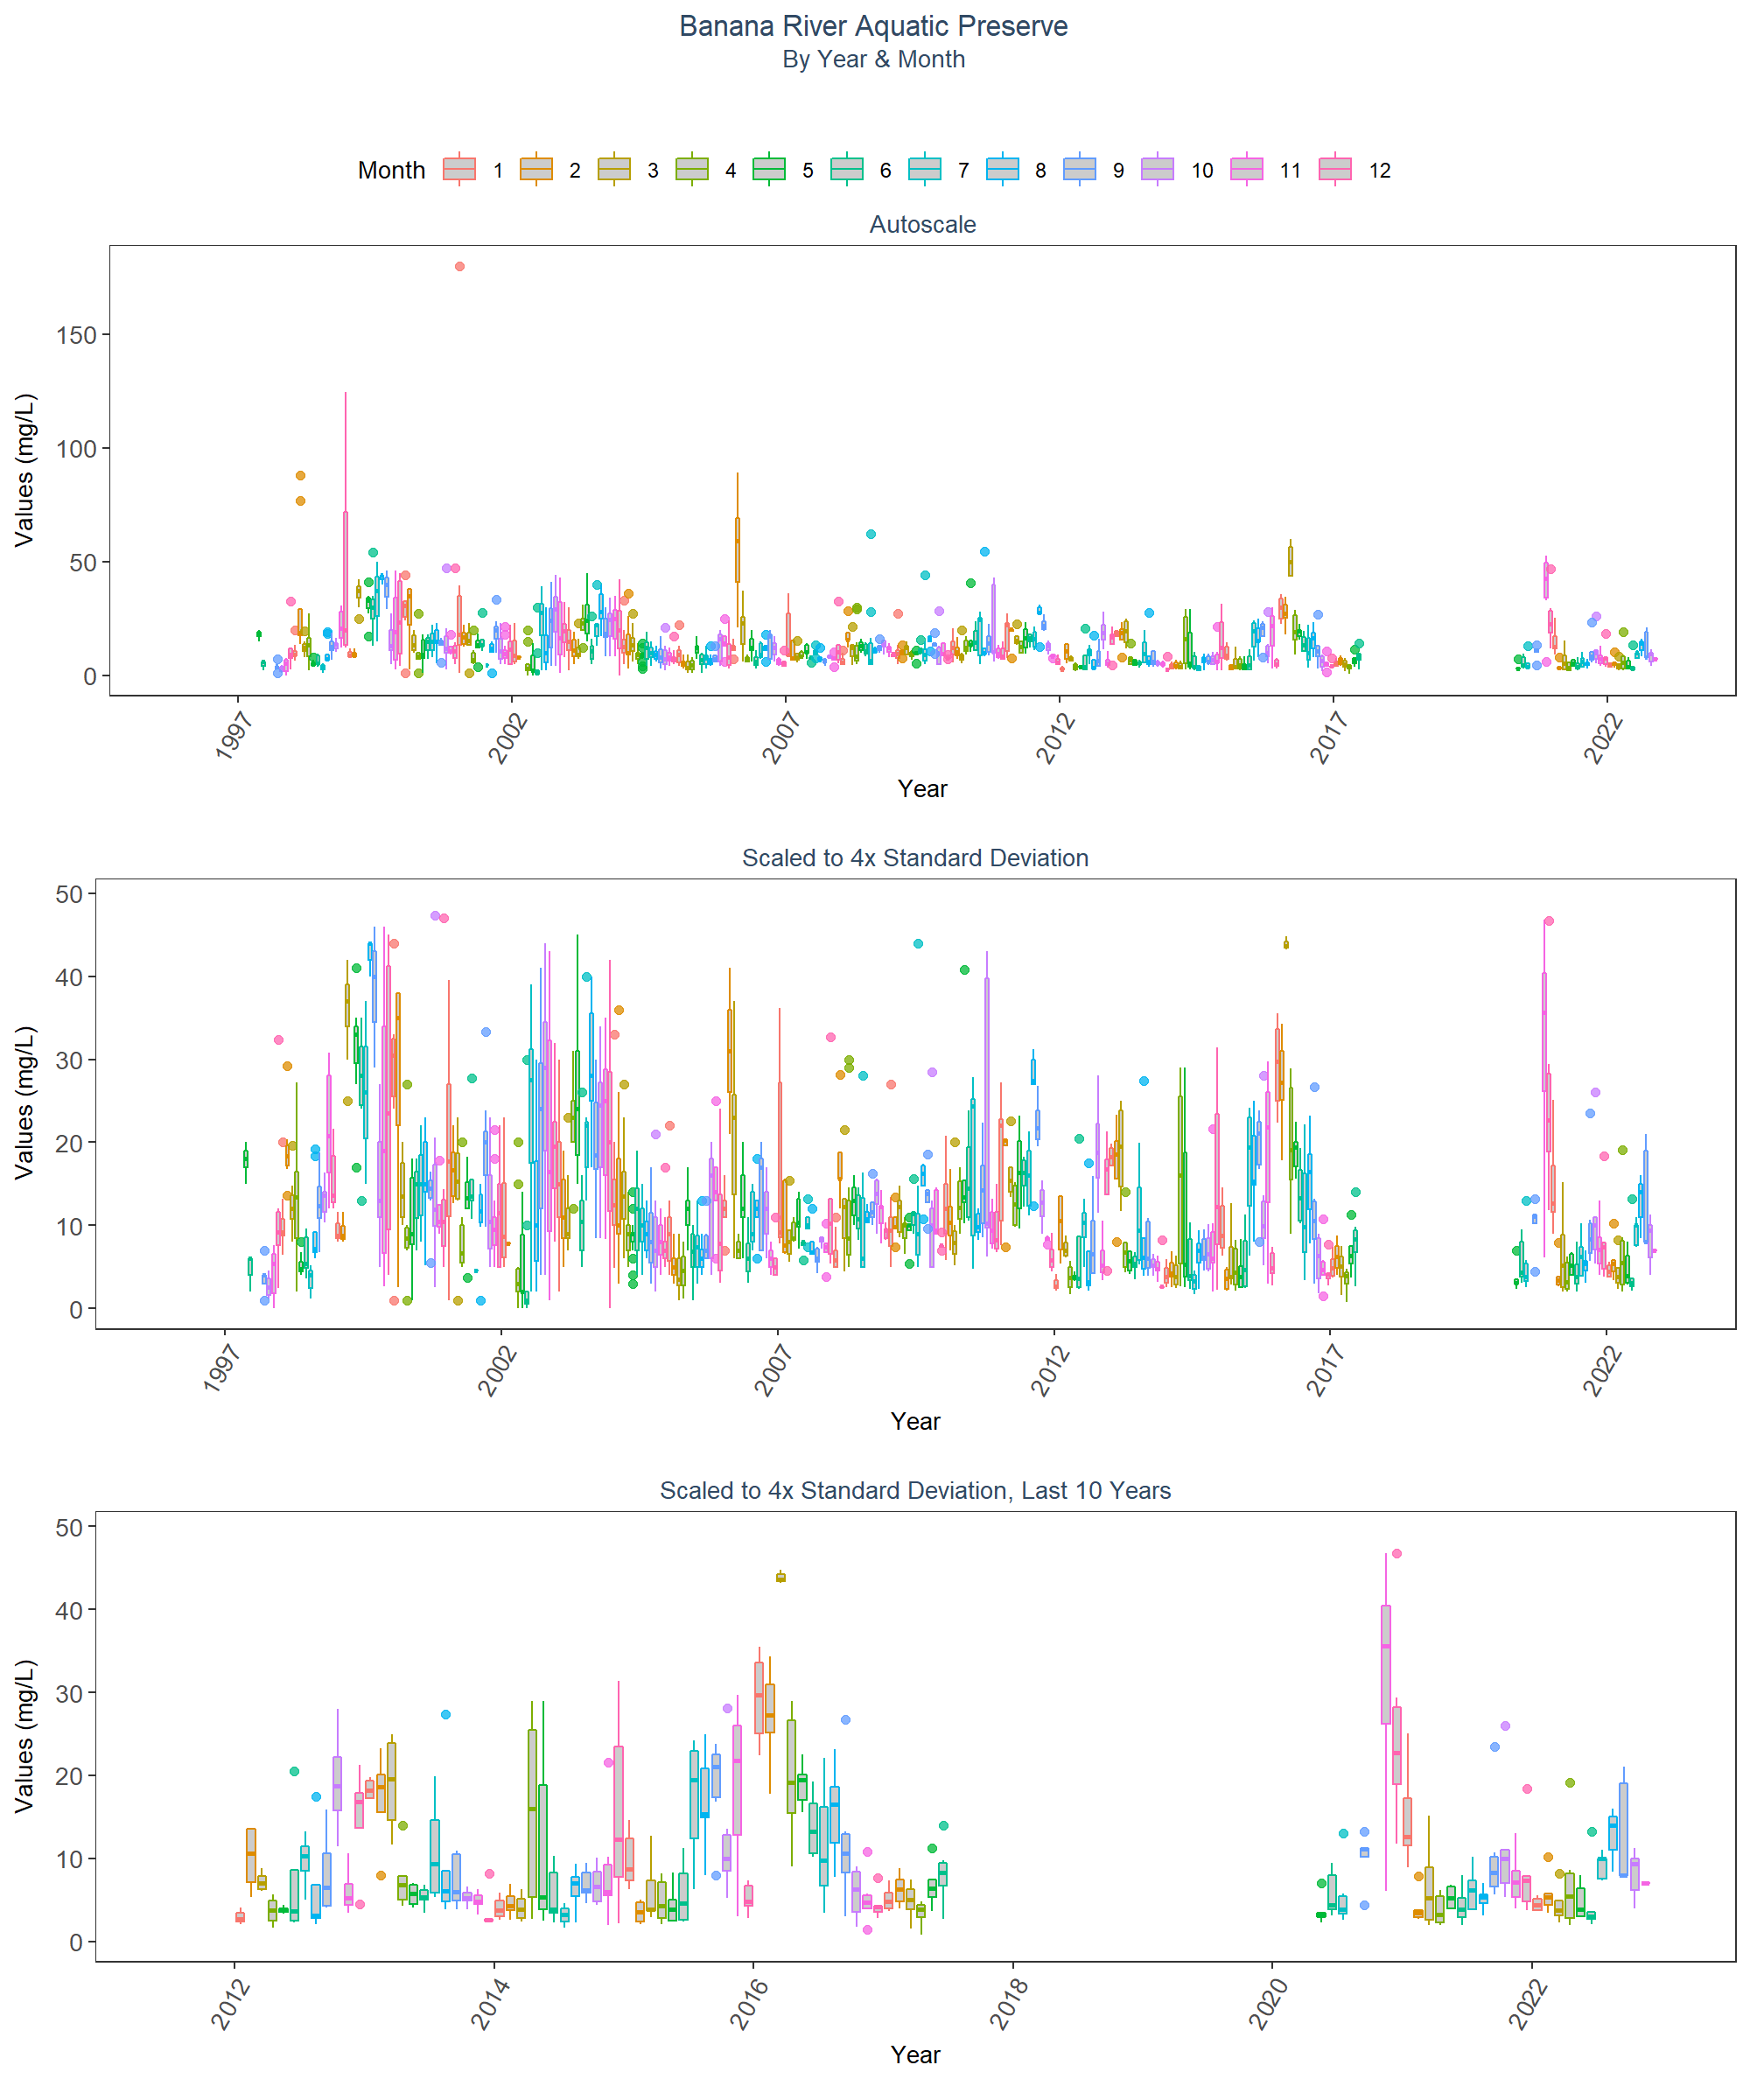 Banana River Aquatic Preserve
By Year & Month
Month 1 2 3 4 5 6 7 8 9 10 11 12
Autoscale
Values (mg/L)
150
100
50
0
1997 2002 2007 2012 2017 2022
Year
Scaled to 4x Standard Deviation
Values (mg/L)
50
40
30
20
10
0
1997 2002 2007 2012 2017 2022
Year
Scaled to 4x Standard Deviation, Last 10 Years
Values (mg/L)
50
40
30
20
10
0
2012 2014 2016 2018 2020 2022
Year